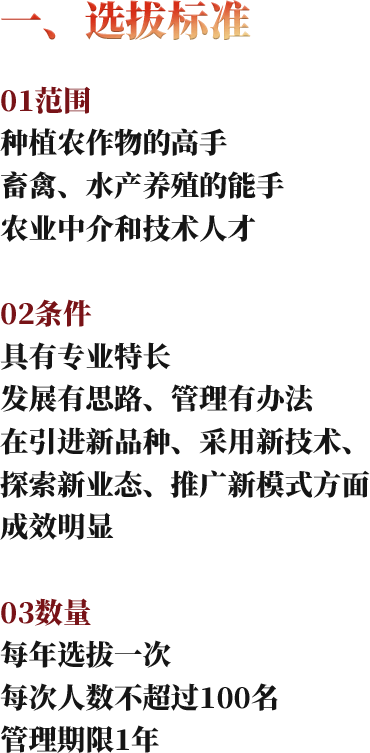 一、选拔标准
01范围
种植农作物的高手
畜禽、水产养殖的能手
农业中介和技术人才
02条件
具有专业特长
发展有思路、管理有办法
在引进新品种、采用新技术、
探索新业态、推广新模式方面
成效明显
03数量
每年选拔一次
每次人数不超过100名
管理期限1年